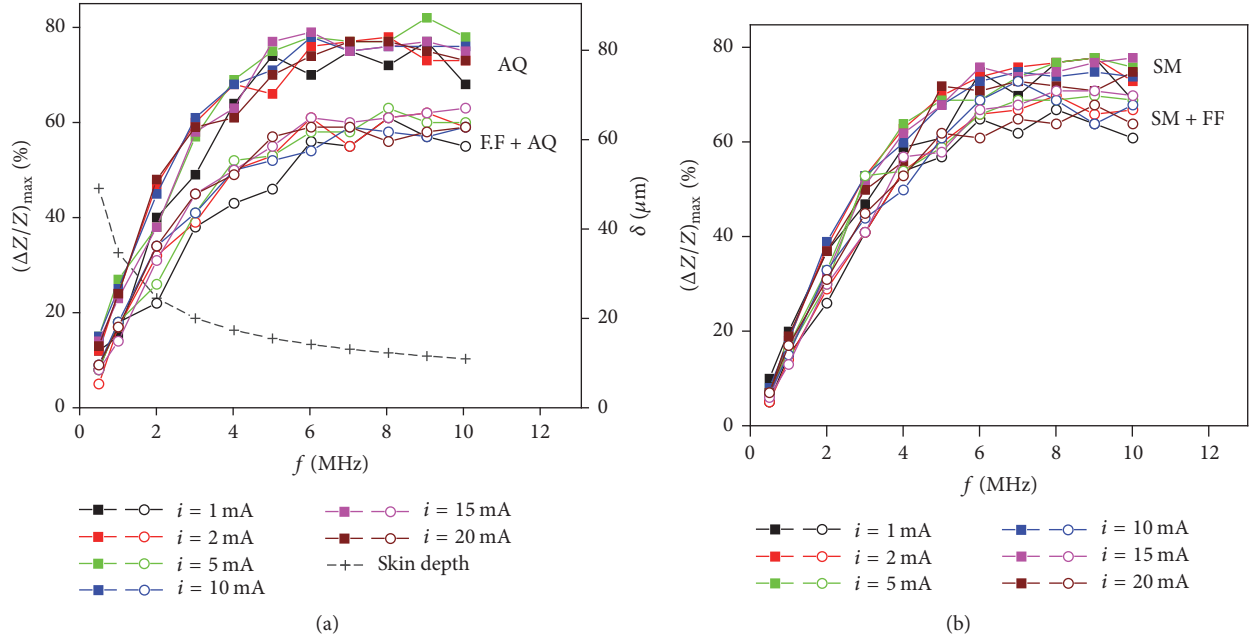 80
60
40
20
0
(ΔZ/Z)max (%)
AQ
F.F + AQ
80
60
40
20
0
δ (μm)
0 2 4 6 8 10 12
f (MHz)
i = 1 mA
i = 2 mA
i = 5 mA
i = 10 mA
i = 15 mA
i = 20 mA
Skin depth
(a)
80
60
40
20
0
(ΔZ/Z)max (%)
SM
SM + FF
0 2 4 6 8 10 12
f (MHz)
i = 1 mA
i = 2 mA
i = 5 mA
i = 10 mA
i = 15 mA
i = 20 mA
(b)